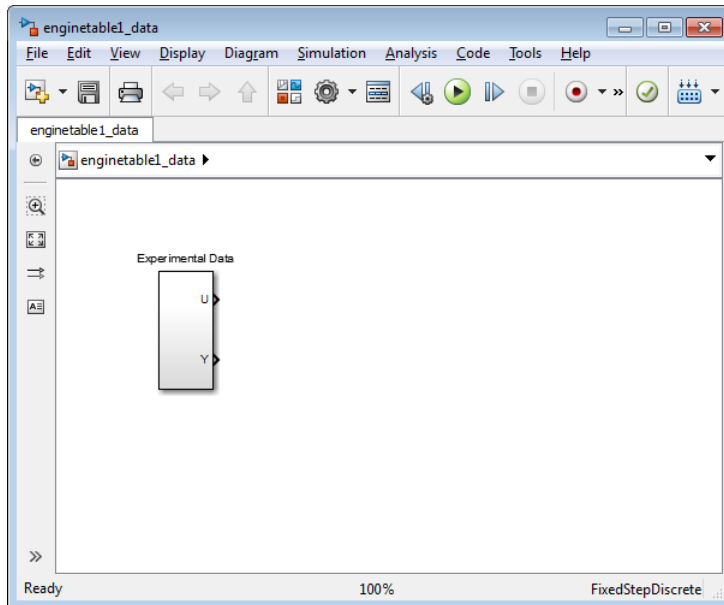 enginetable1_data
File Edit View Display Diagram Simulation Analysis Code Tools Help
»
enginetable1_data
enginetable1_data
Experimental Data
U
Y
A
»
Ready 100% FixedStepDiscrete